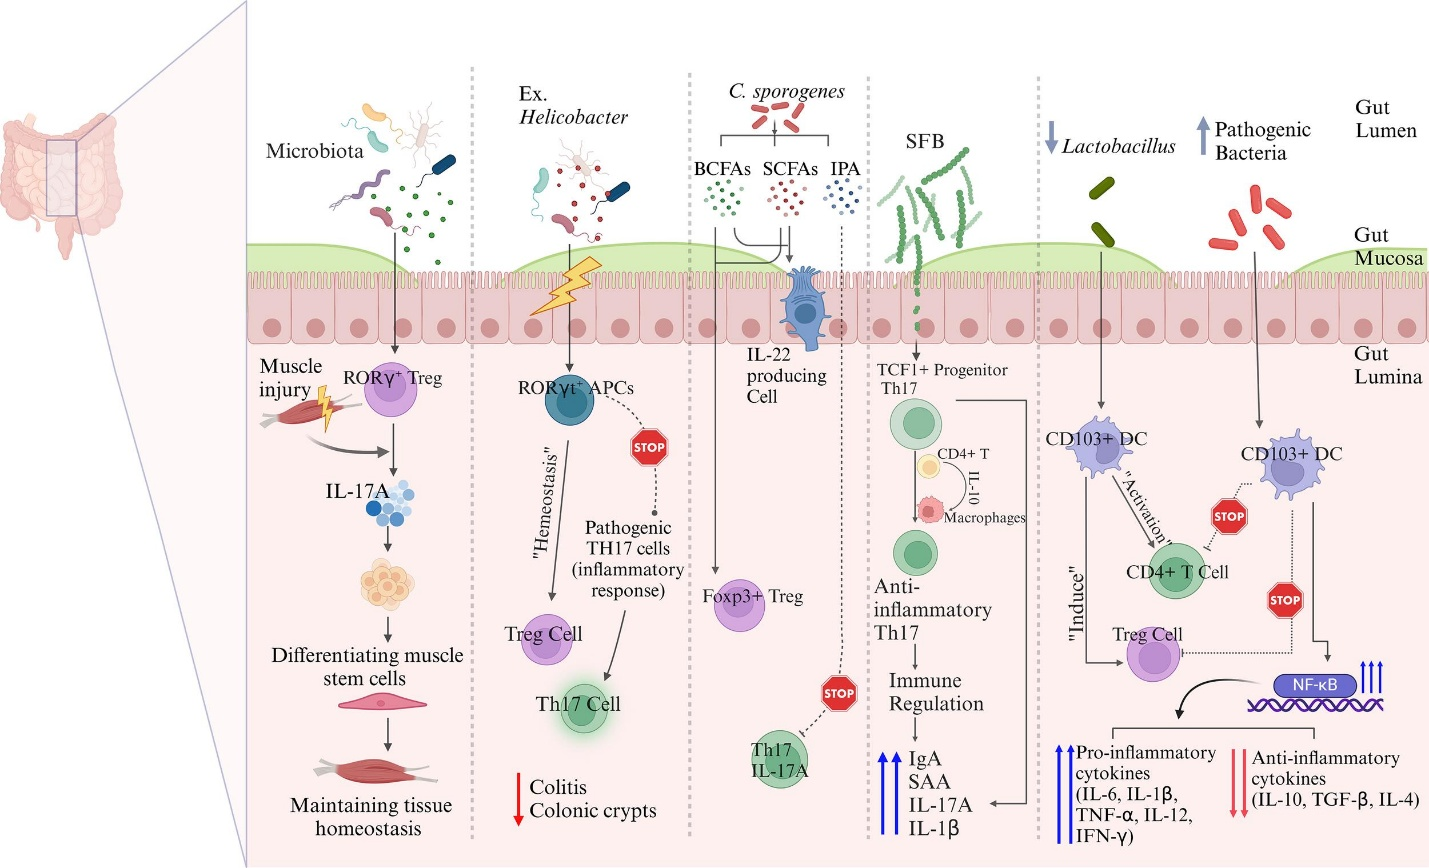 Microbiota
Muscle
injury
RORγ⁺ Treg
IL-17A
Differentiating muscle
stem cells
Maintaining tissue
homeostasis
Ex.
Helicobacter
RORγt⁺ APCs
STOP
"Hemeostasis"
Pathogenic
TH17 cells
(inflammatory
response)
Treg Cell
Th17 Cell
Colitis
Colonic crypts
C. sporogenes
BCFAs
SCFAs
IPA
IL-22
producing
Cell
Foxp3+ Treg
STOP
Th17
IL-17A
SFB
TCF1+ Progenitor
Th17
CD4+ T
IL-10
Macrophages
Anti-
inflammatory
Th17
Immune
Regulation
IgA
SAA
IL-17A
IL-1β
Lactobacillus
Pathogenic
Bacteria
CD103+ DC
CD103+ DC
"Activation"
STOP
CD4+ T Cell
"Induce"
STOP
Treg Cell
NF-κB
Pro-inflammatory
cytokines
(IL-6, IL-1β,
TNF-α, IL-12,
IFN-γ)
Anti-inflammatory
cytokines
(IL-10, TGF-β, IL-4)
Gut
Lumen
Gut
Mucosa
Gut
Lumina